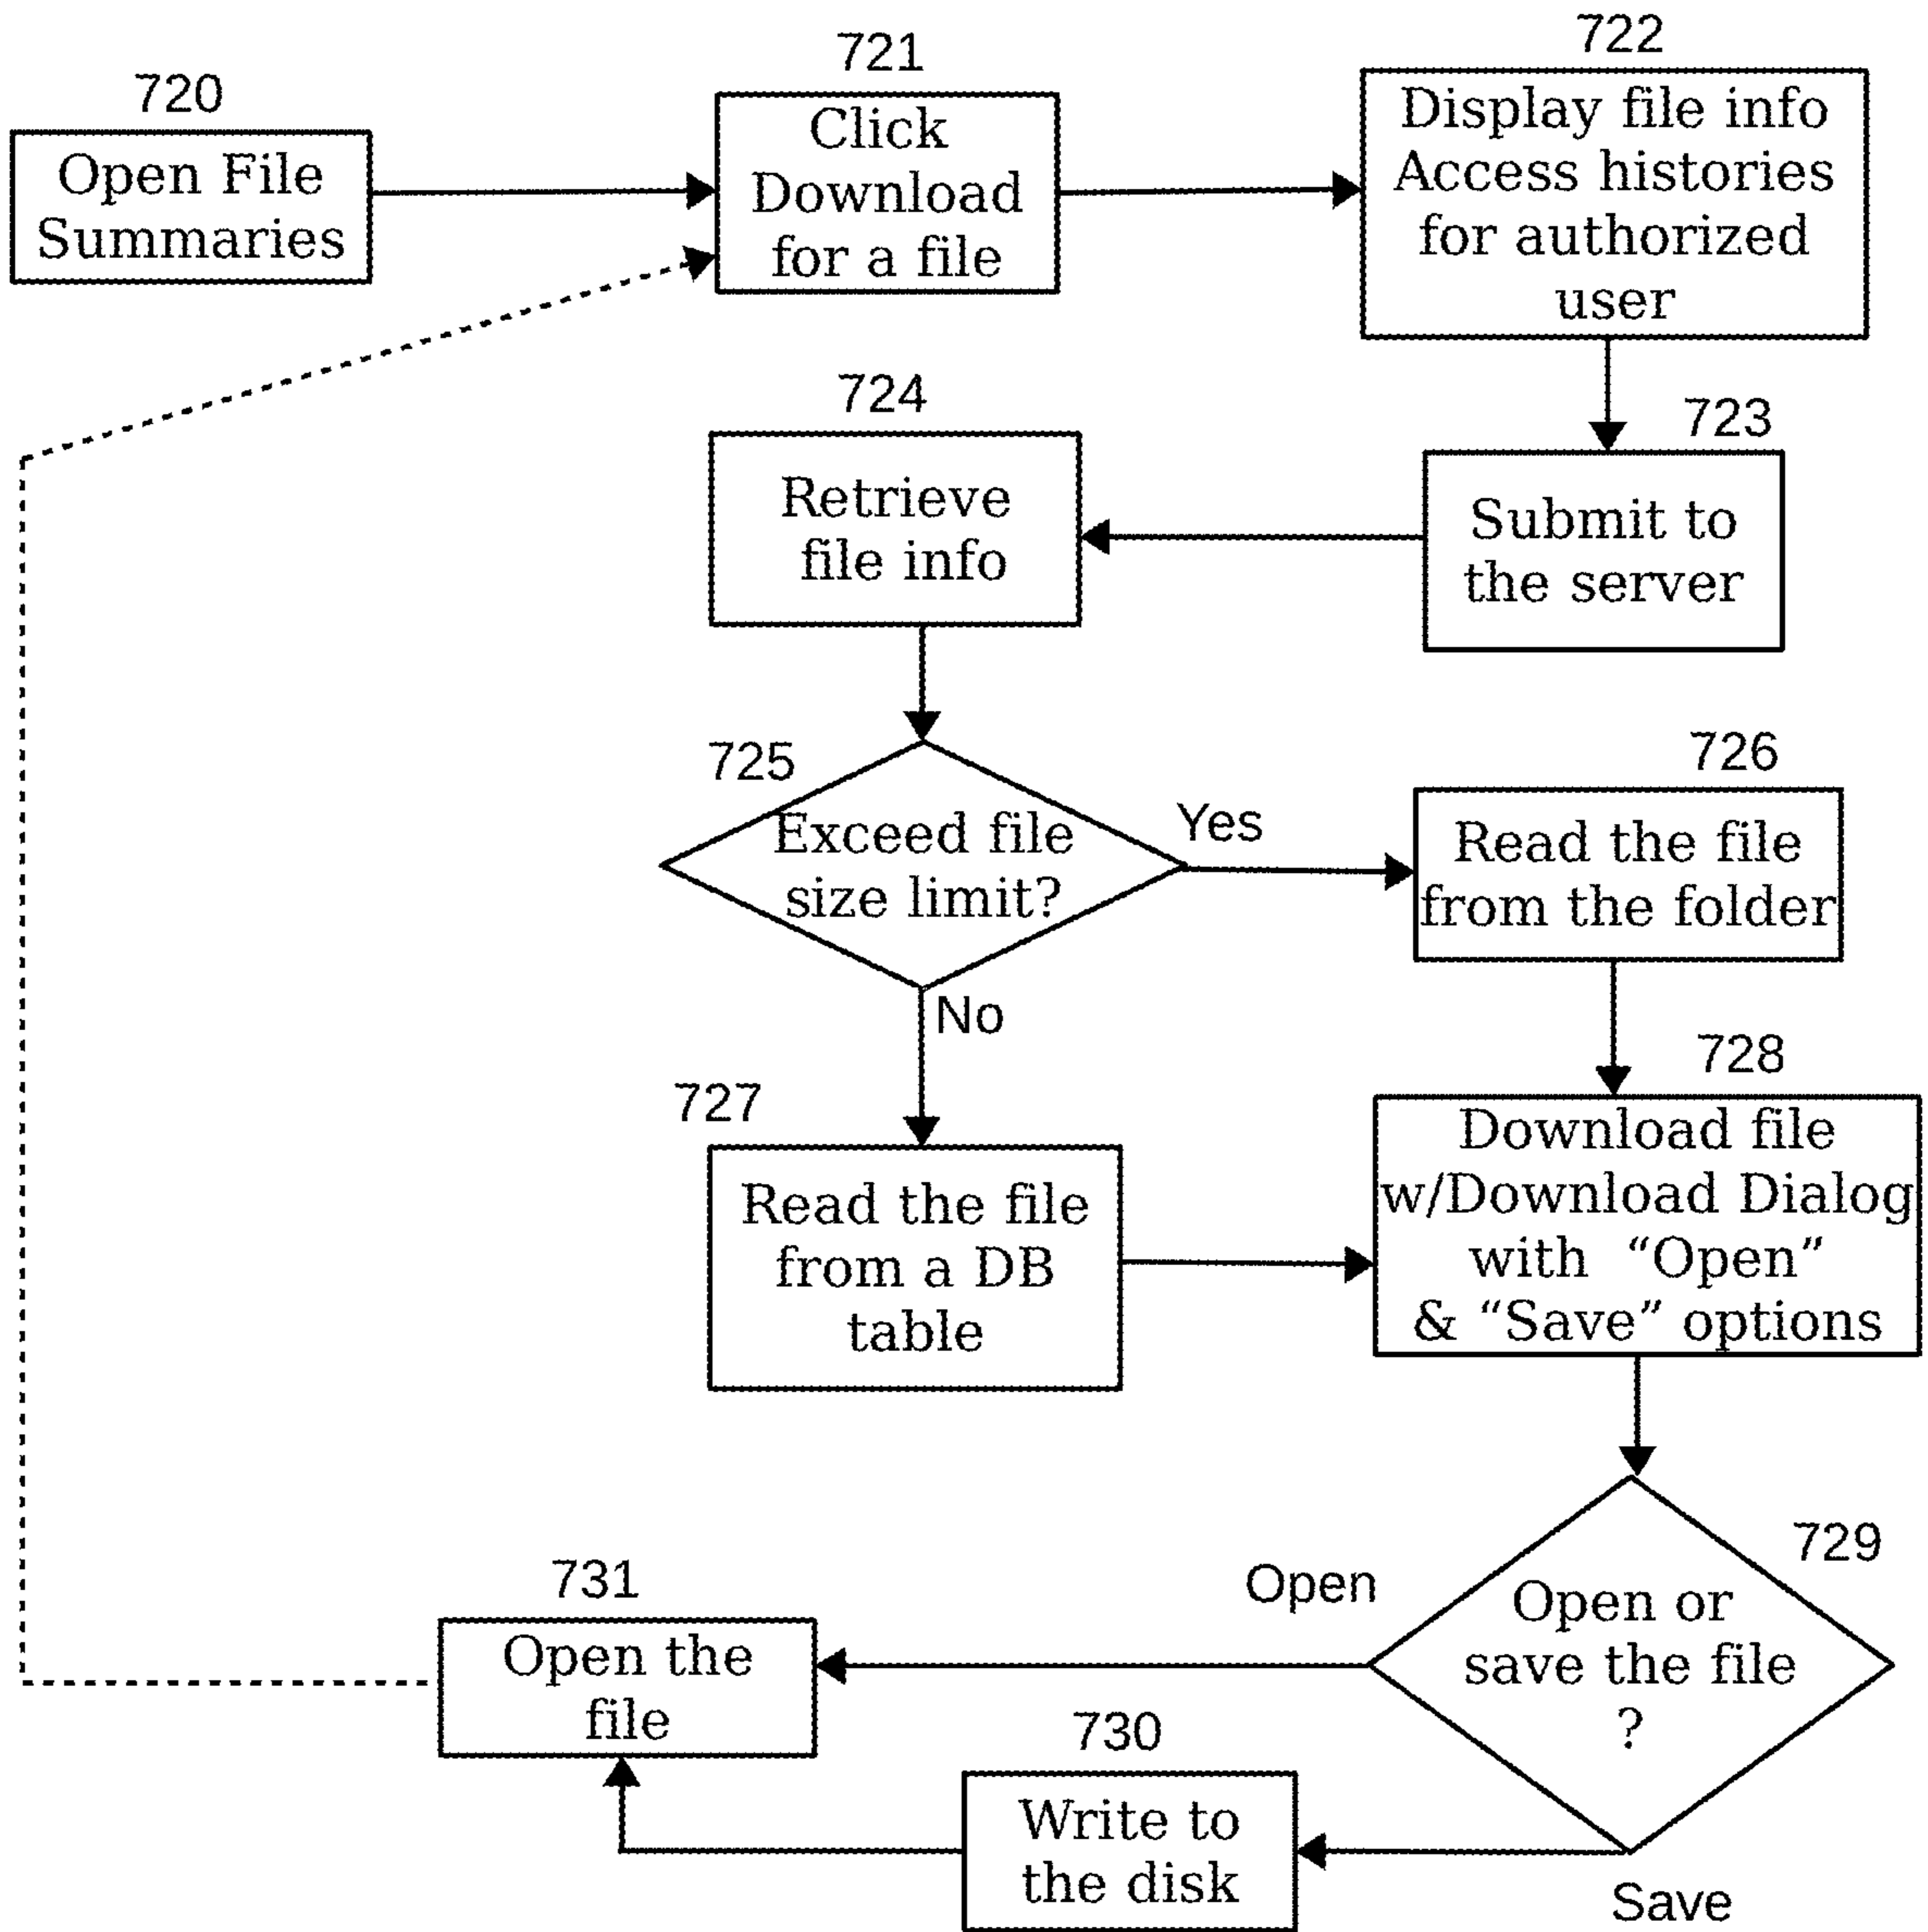 720
Open File
Summaries
721
Click
Download
for a file
722
Display file info
Access histories
for authorized
user
723
Submit to
the server
724
Retrieve
file info
725
Exceed file
size limit?
Yes
No
726
Read the file
from the folder
727
Read the file
from a DB
table
728
Download file
w/Download Dialog
with “Open”
& “Save” options
729
Open or
save the file
?
Open
Save
730
Write to
the disk
731
Open the
file